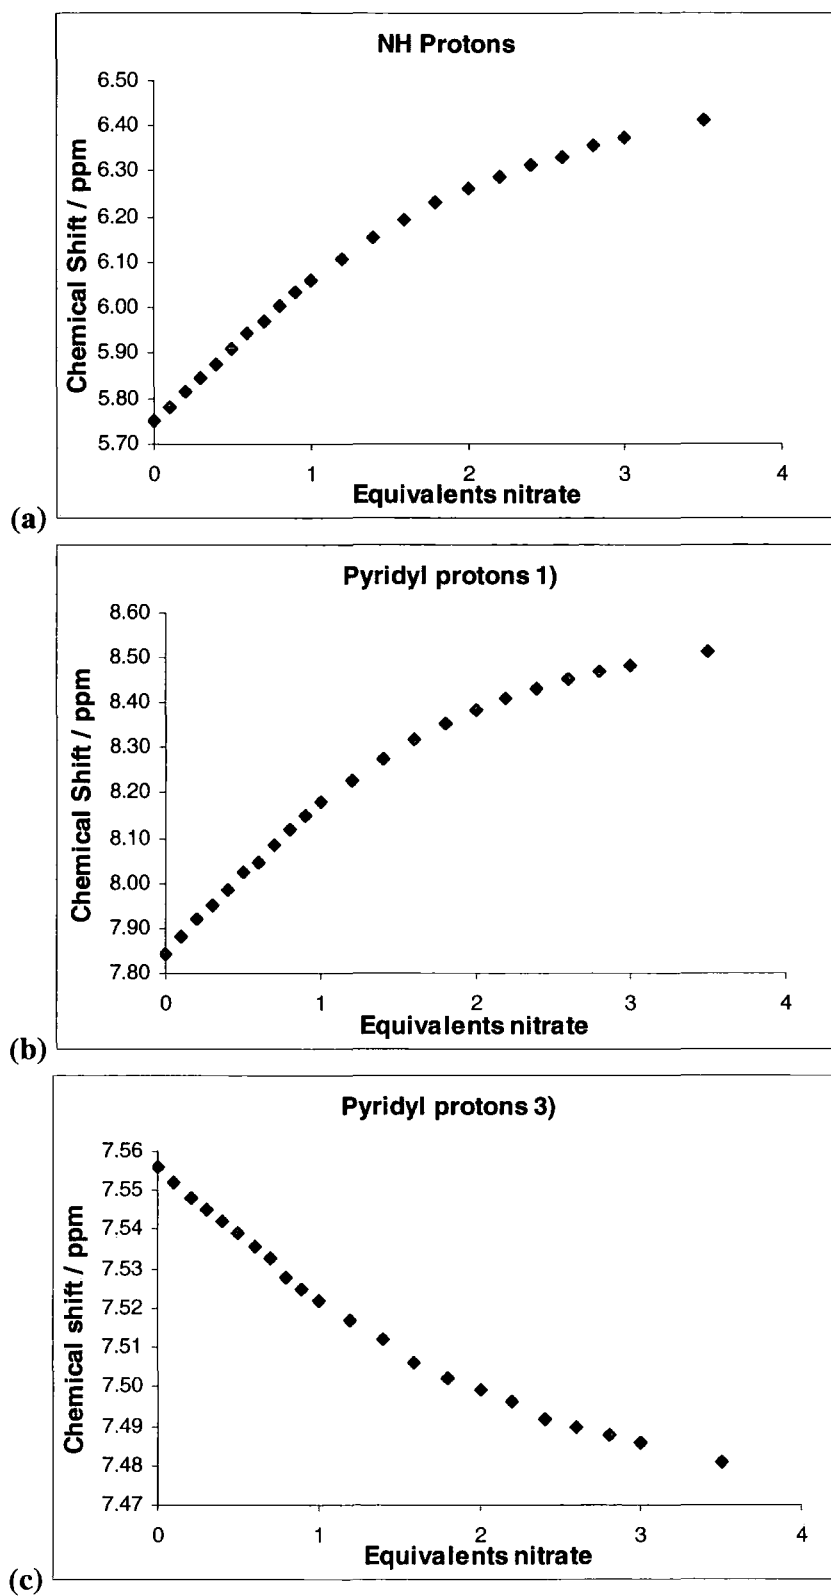 NH Protons
6.50
6.40
6.30
6.20
6.10
6.00
5.90
5.80
5.70
Chemical Shift / ppm
0 1 2 3 4
Equivalents nitrate
(a)
Pyridyl protons 1)
8.60
8.50
8.40
8.30
8.20
8.10
8.00
7.90
7.80
Chemical Shift / ppm
0 1 2 3 4
Equivalents nitrate
(b)
Pyridyl protons 3)
7.56
7.55
7.54
7.53
7.52
7.51
7.50
7.49
7.48
7.47
Chemical shift / ppm
0 1 2 3 4
Equivalents nitrate
(c)